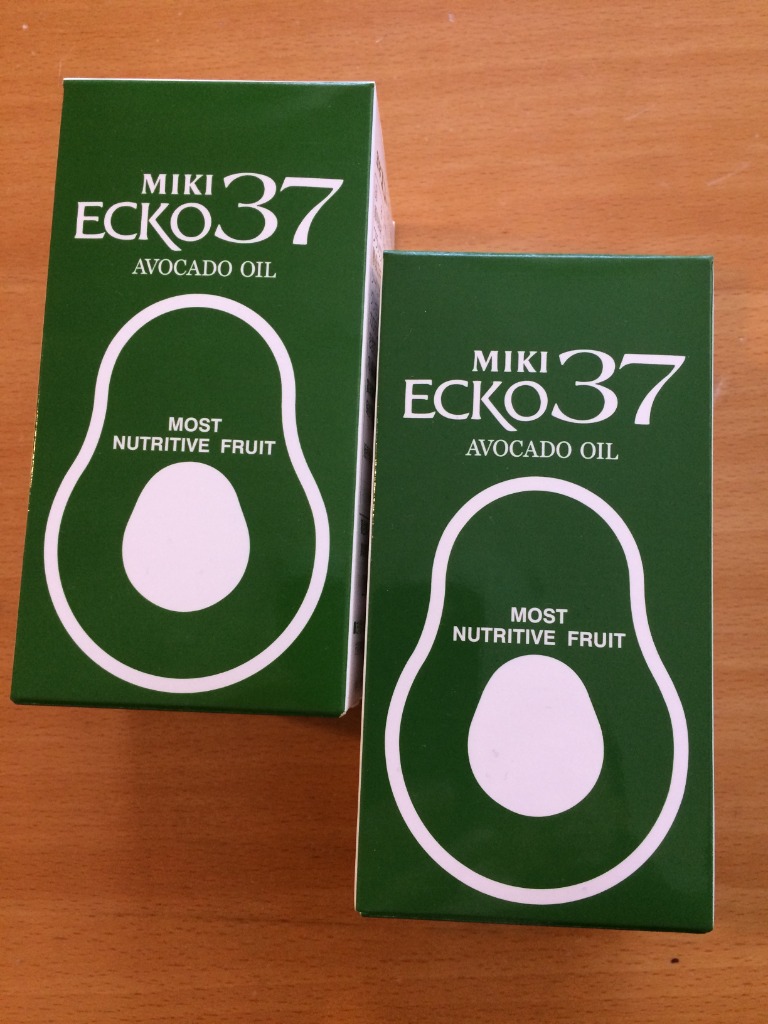 MIKI
ECKO37
AVOCADO OIL
MOST
NUTRITIVE FRUIT
MIKI
ECKO37
AVOCADO OIL
MOST
NUTRITIVE FRUIT